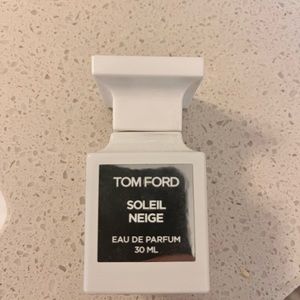 TOM FORD
SOLEIL
NEIGE
EAU DE PARFUM
30 ML